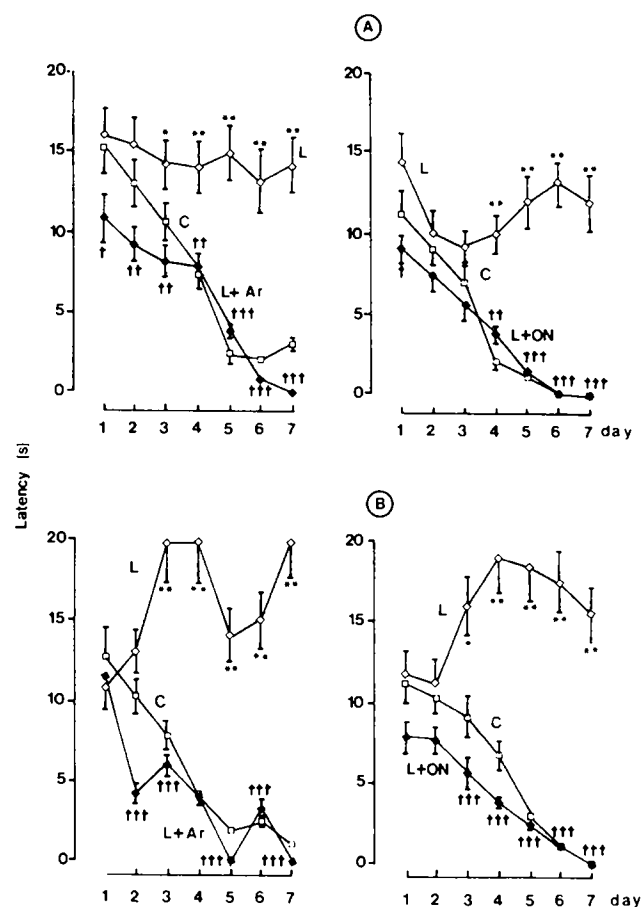 A
20
15
10
5
0
L
C
L+Ar
* ** ** ** **
† †† †† †† ††† ††† †††
1 2 3 4 5 6 7
20
15
10
5
0
L
C
L+ON
** ** ** **
† †† ††† ††† †††
1 2 3 4 5 6 7 day
Latency [s]
B
20
15
10
5
0
L
C
L+Ar
** ** ** ** **
††† ††† ††† ††† †††
1 2 3 4 5 6 7
20
15
10
5
0
L
C
L+ON
* ** ** ** **
††† ††† ††† †††
1 2 3 4 5 6 7 day